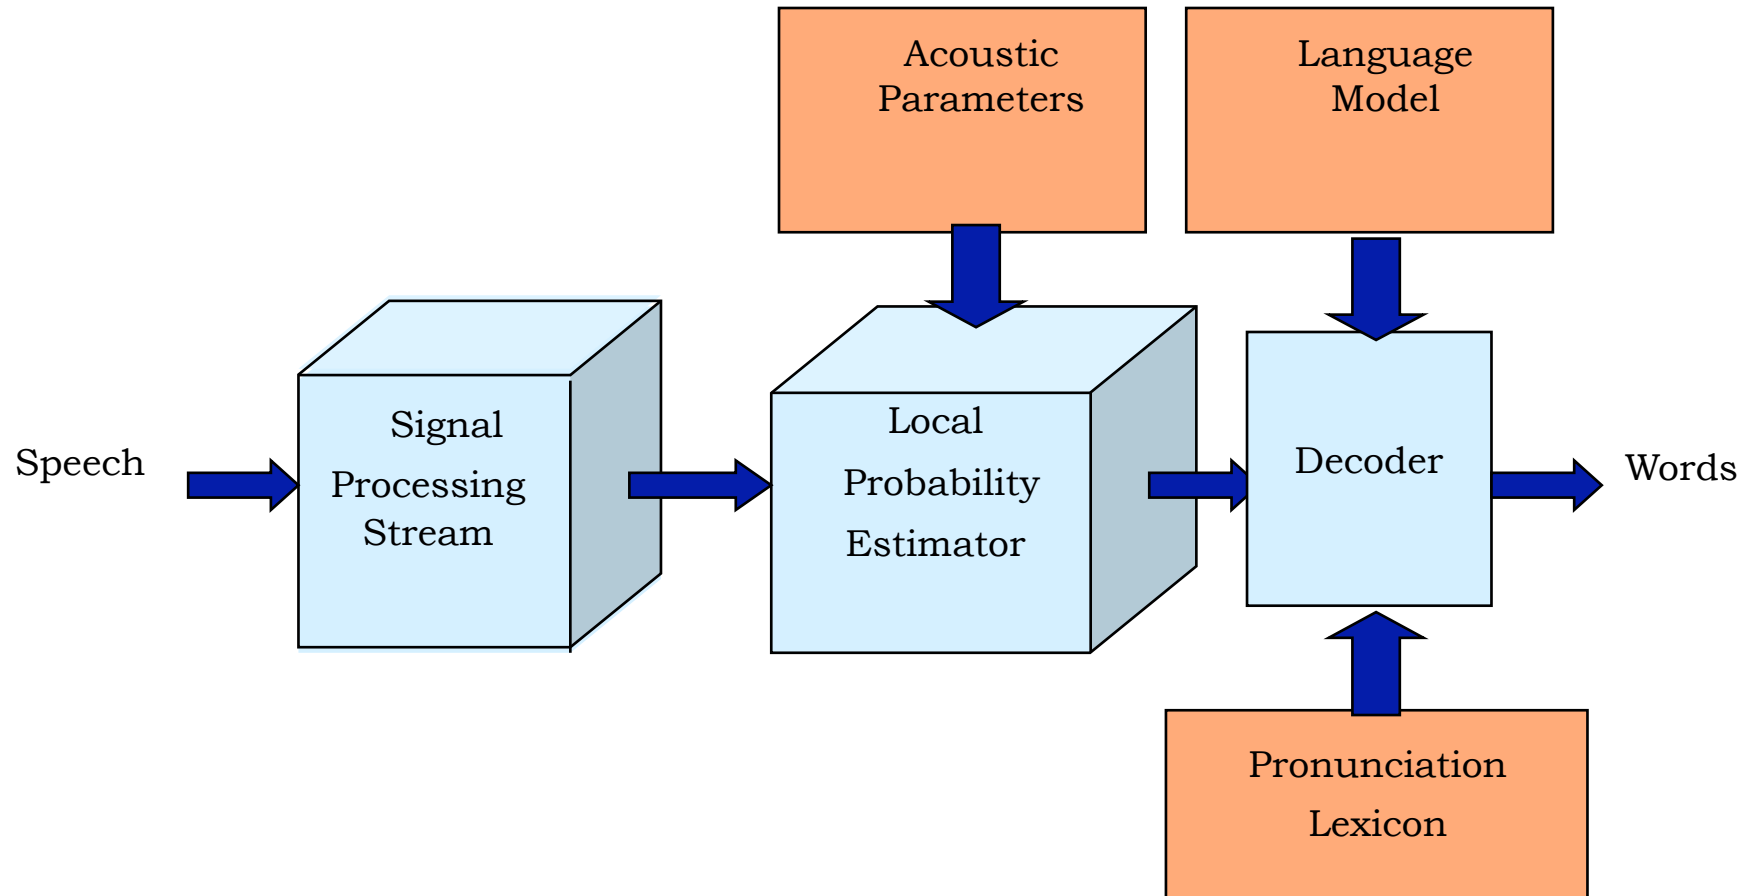 Acoustic
Parameters
Language
Model
Speech
Signal
Processing
Stream
Local
Probability
Estimator
Decoder
Words
Pronunciation
Lexicon